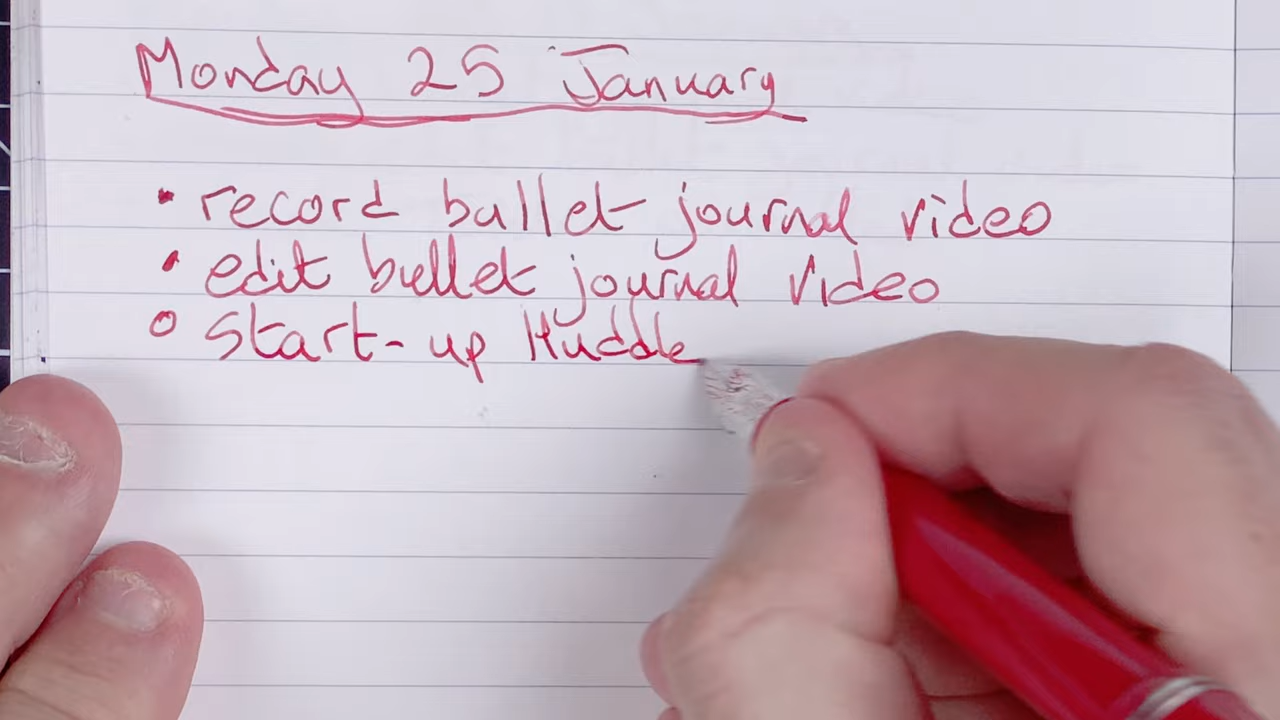 Monday 25 January
• record bullet journal video
• edit bullet journal video
o Start-up Huddle